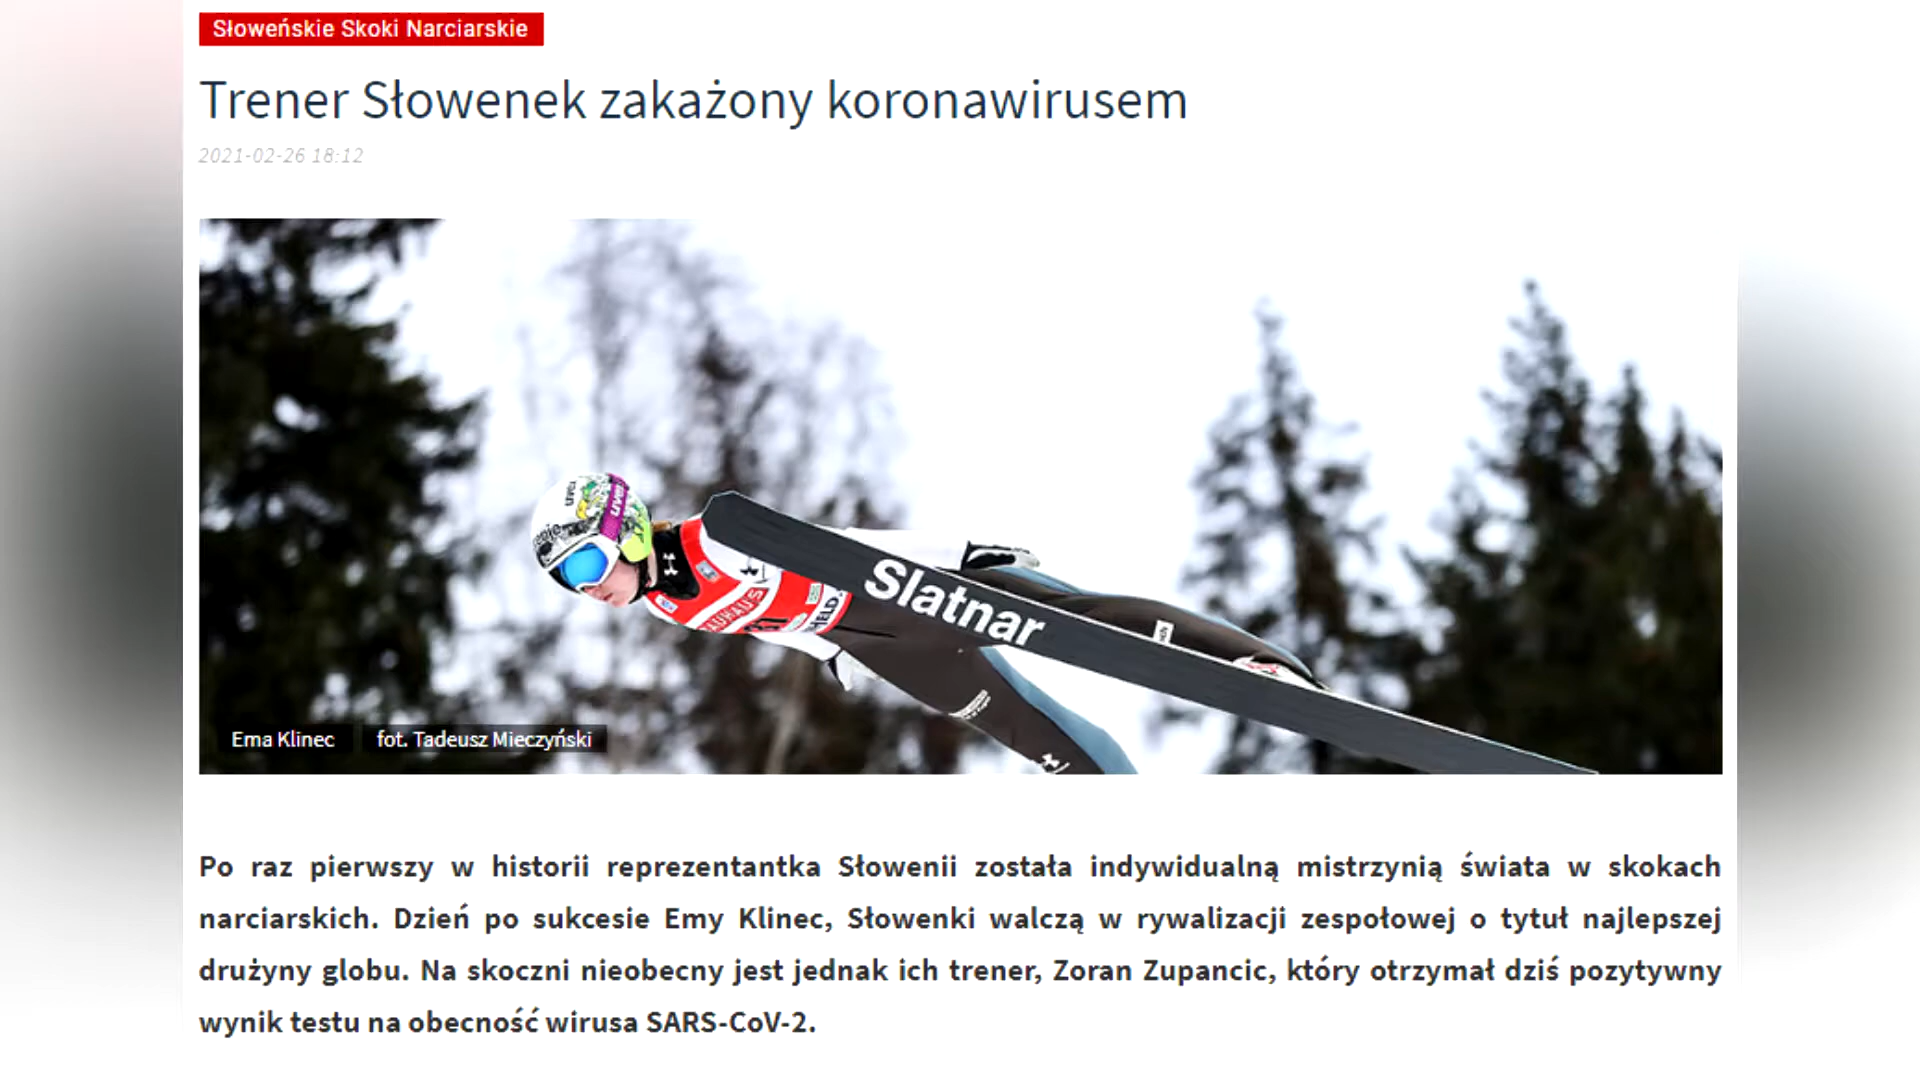 Słoweńskie Skoki Narciarskie
Trener Słowenek zakażony koronawirusem
2021-02-26 18:12
uvex
uvex
Slatnar
HELD.
Ema Klinec
fot. Tadeusz Mieczyński
Po raz pierwszy w historii reprezentantka Słowenii została indywidualną mistrzynią świata w skokach
narciarskich. Dzień po sukcesie Emy Klinec, Słowenki walczą w rywalizacji zespołowej o tytuł najlepszej
drużyny globu. Na skoczni nieobecny jest jednak ich trener, Zoran Zupancic, który otrzymał dziś pozytywny
wynik testu na obecność wirusa SARS-CoV-2.